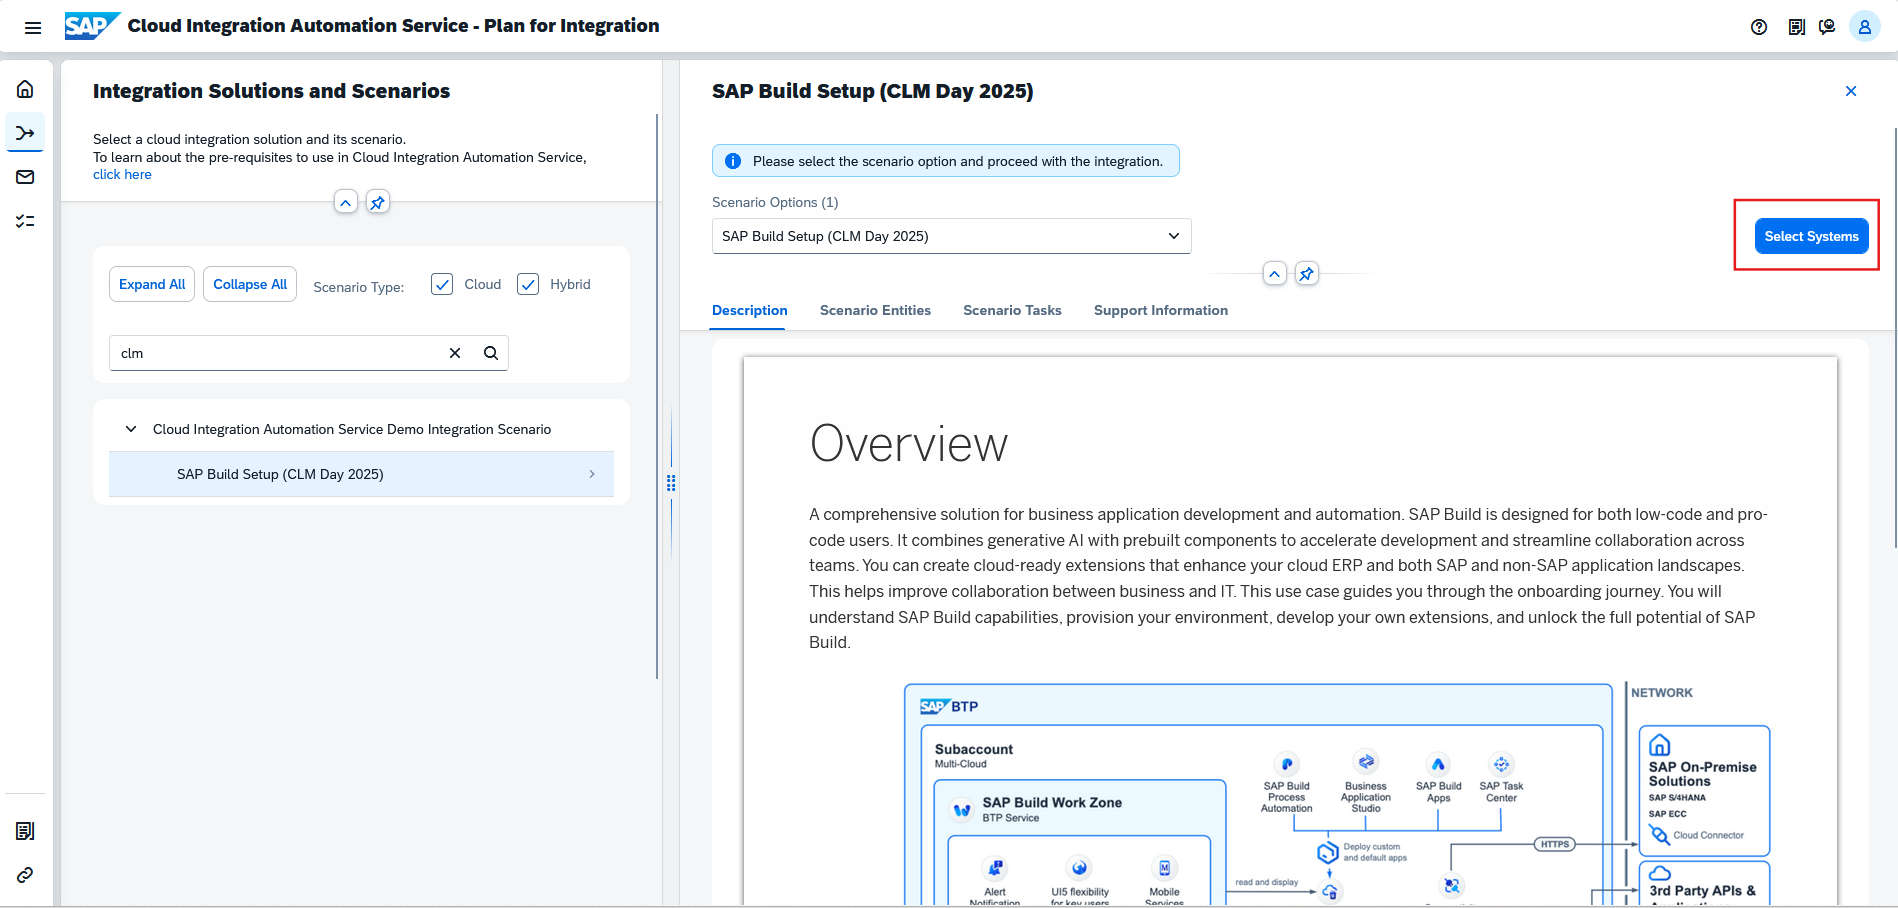 SAP Cloud Integration Automation Service - Plan for Integration
Integration Solutions and Scenarios
Select a cloud integration solution and its scenario.
To learn about the pre-requisites to use in Cloud Integration Automation Service,
click here
Expand All
Collapse All
Scenario Type:
Cloud
Hybrid
clm
Cloud Integration Automation Service Demo Integration Scenario
SAP Build Setup (CLM Day 2025)
SAP Build Setup (CLM Day 2025)
Please select the scenario option and proceed with the integration.
Scenario Options (1)
SAP Build Setup (CLM Day 2025)
Select Systems
Description
Scenario Entities
Scenario Tasks
Support Information
Overview
A comprehensive solution for business application development and automation. SAP Build is designed for both low-code and pro-
code users. It combines generative AI with prebuilt components to accelerate development and streamline collaboration across
teams. You can create cloud-ready extensions that enhance your cloud ERP and both SAP and non-SAP application landscapes.
This helps improve collaboration between business and IT. This use case guides you through the onboarding journey. You will
understand SAP Build capabilities, provision your environment, develop your own extensions, and unlock the full potential of SAP
Build.
SAP BTP
Subaccount
Multi-Cloud
SAP Build Work Zone
BTP Service
Alert
Notification
UI5 flexibility
for key users
Mobile
Services
SAP Build
Process
Automation
Business
Application
Studio
SAP Build
Apps
SAP Task
Center
Deploy custom
and default apps
read and display
HTTPS
NETWORK
SAP On-Premise
Solutions
SAP S/4HANA
SAP ECC
Cloud Connector
3rd Party APIs &